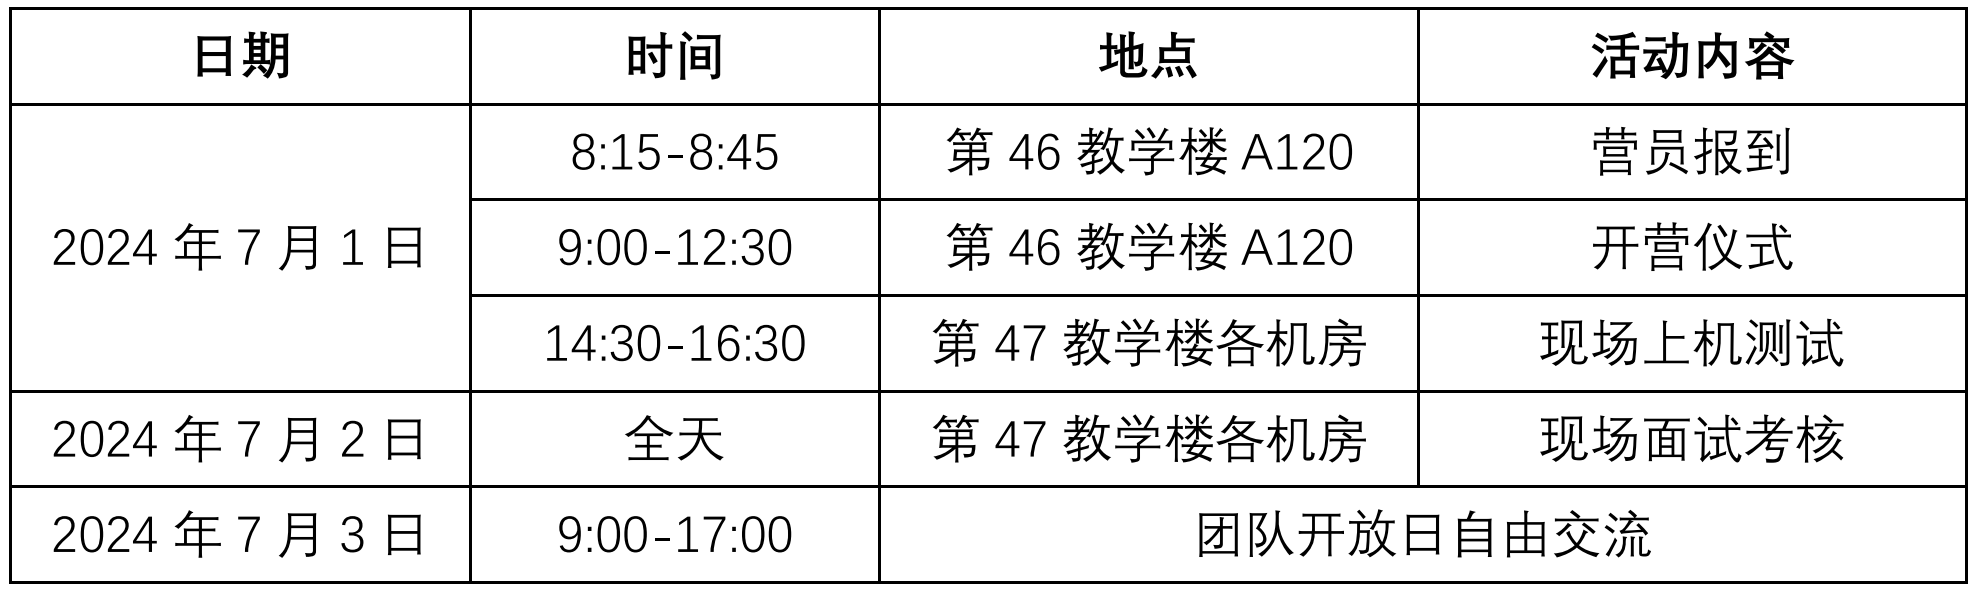 日期 时间 地点 活动内容
8:15-8:45 第 46 教学楼 A120 营员报到
2024 年 7 月 1 日 9:00-12:30 第 46 教学楼 A120 开营仪式
14:30-16:30 第 47 教学楼各机房 现场上机测试
2024 年 7 月 2 日 全天 第 47 教学楼各机房 现场面试考核
2024 年 7 月 3 日 9:00-17:00 团队开放日自由交流